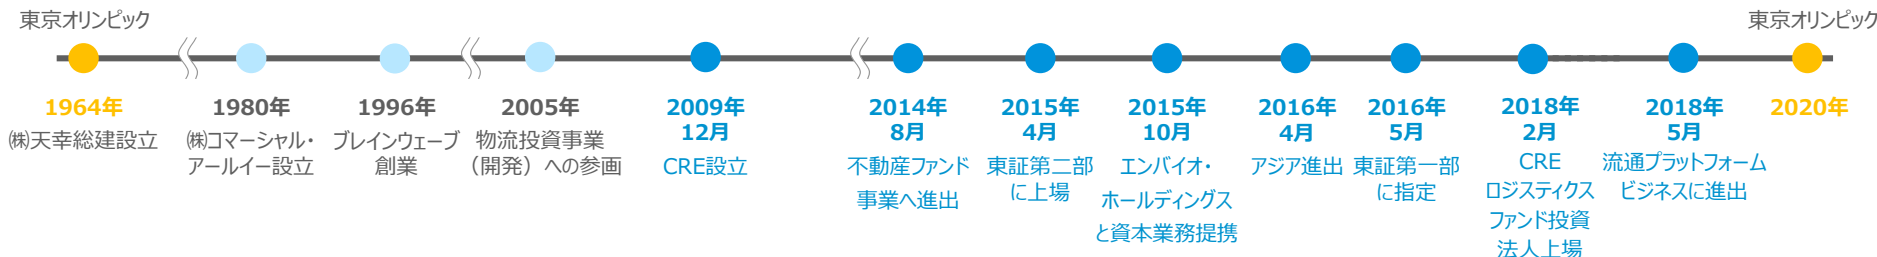 東京オリンピック
東京オリンピック
1964年
㈱天幸総建設立
1980年
㈱コマーシャル・
アールイー設立
1996年
ブレインウェーブ
創業
2005年
物流投資事業
（開発）への参画
2009年
12月
CRE設立
2014年
8月
不動産ファンド
事業へ進出
2015年
4月
東証第二部
に上場
2015年
10月
エンバイオ・
ホールディングス
と資本業務提携
2016年
4月
アジア進出
2016年
5月
東証第一部
に指定
2018年
2月
CRE
ロジスティクス
ファンド投資
法人上場
2018年
5月
流通プラットフォーム
ビジネスに進出
2020年